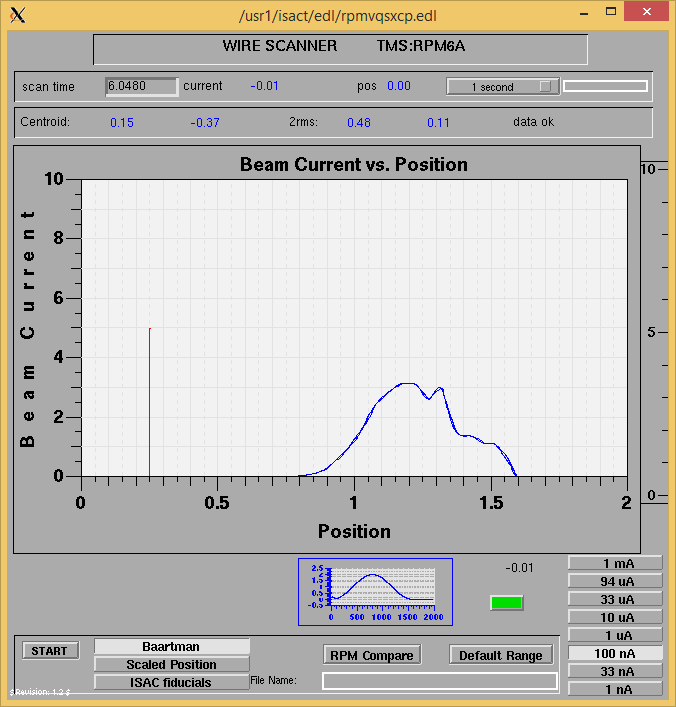 /usr1/isact/edl/rpmvqsxcp.edl
WIRE SCANNER TMS:RPM6A
scan time 6.0480 current -0.01 pos 0.00 1 second
Centroid: 0.15 -0.37 2rms: 0.48 0.11 data ok
Beam Current vs. Position
Beam Current
10
8
6
4
2
0
0 0.5 1 1.5 2
Position
10
5
0
2.5
2.0
1.5
1.0
0.5
-0.5
0 500 1000 1500 2000
-0.01
1 mA
94 uA
33 uA
10 uA
1 uA
100 nA
33 nA
1 nA
START
Baartman
Scaled Position
ISAC fiducials
RPM Compare
Default Range
File Name:
$Revision: 1.2 $